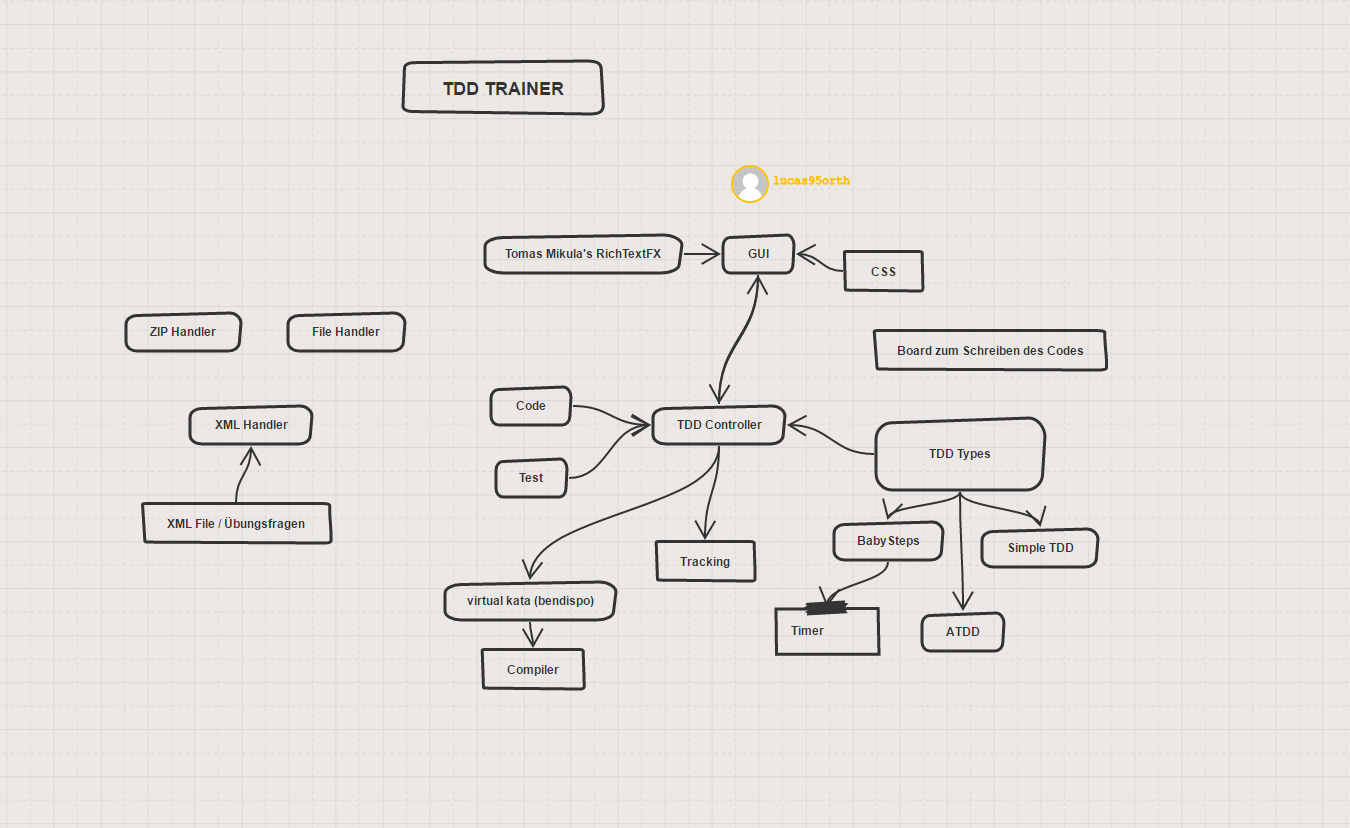 TDD TRAINER
lucas95orth
Tomas Mikula's RichTextFX
GUI
CSS
ZIP Handler
File Handler
Board zum Schreiben des Codes
Code
XML Handler
TDD Controller
TDD Types
Test
XML File / Übungsfragen
BabySteps
Simple TDD
Tracking
virtual kata (bendispo)
Timer
ATDD
Compiler